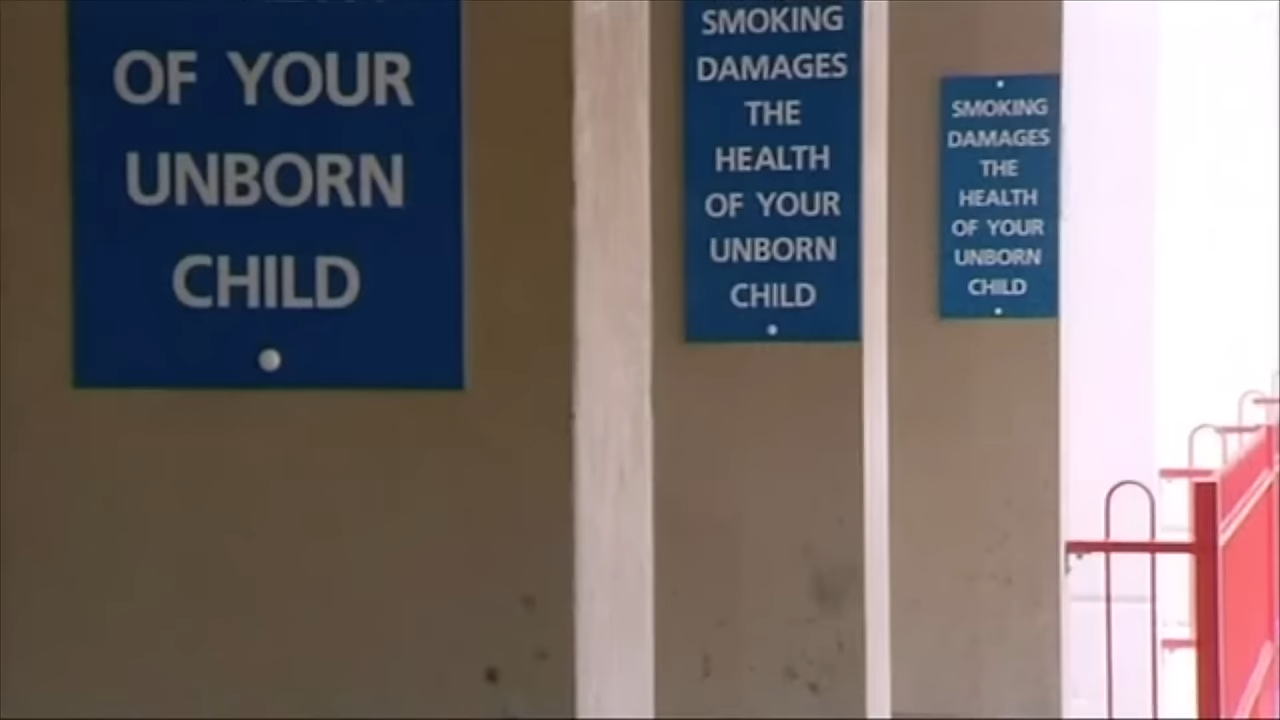 OF YOUR
UNBORN
CHILD
SMOKING
DAMAGES
THE
HEALTH
OF YOUR
UNBORN
CHILD
SMOKING
DAMAGES
THE
HEALTH
OF YOUR
UNBORN
CHILD